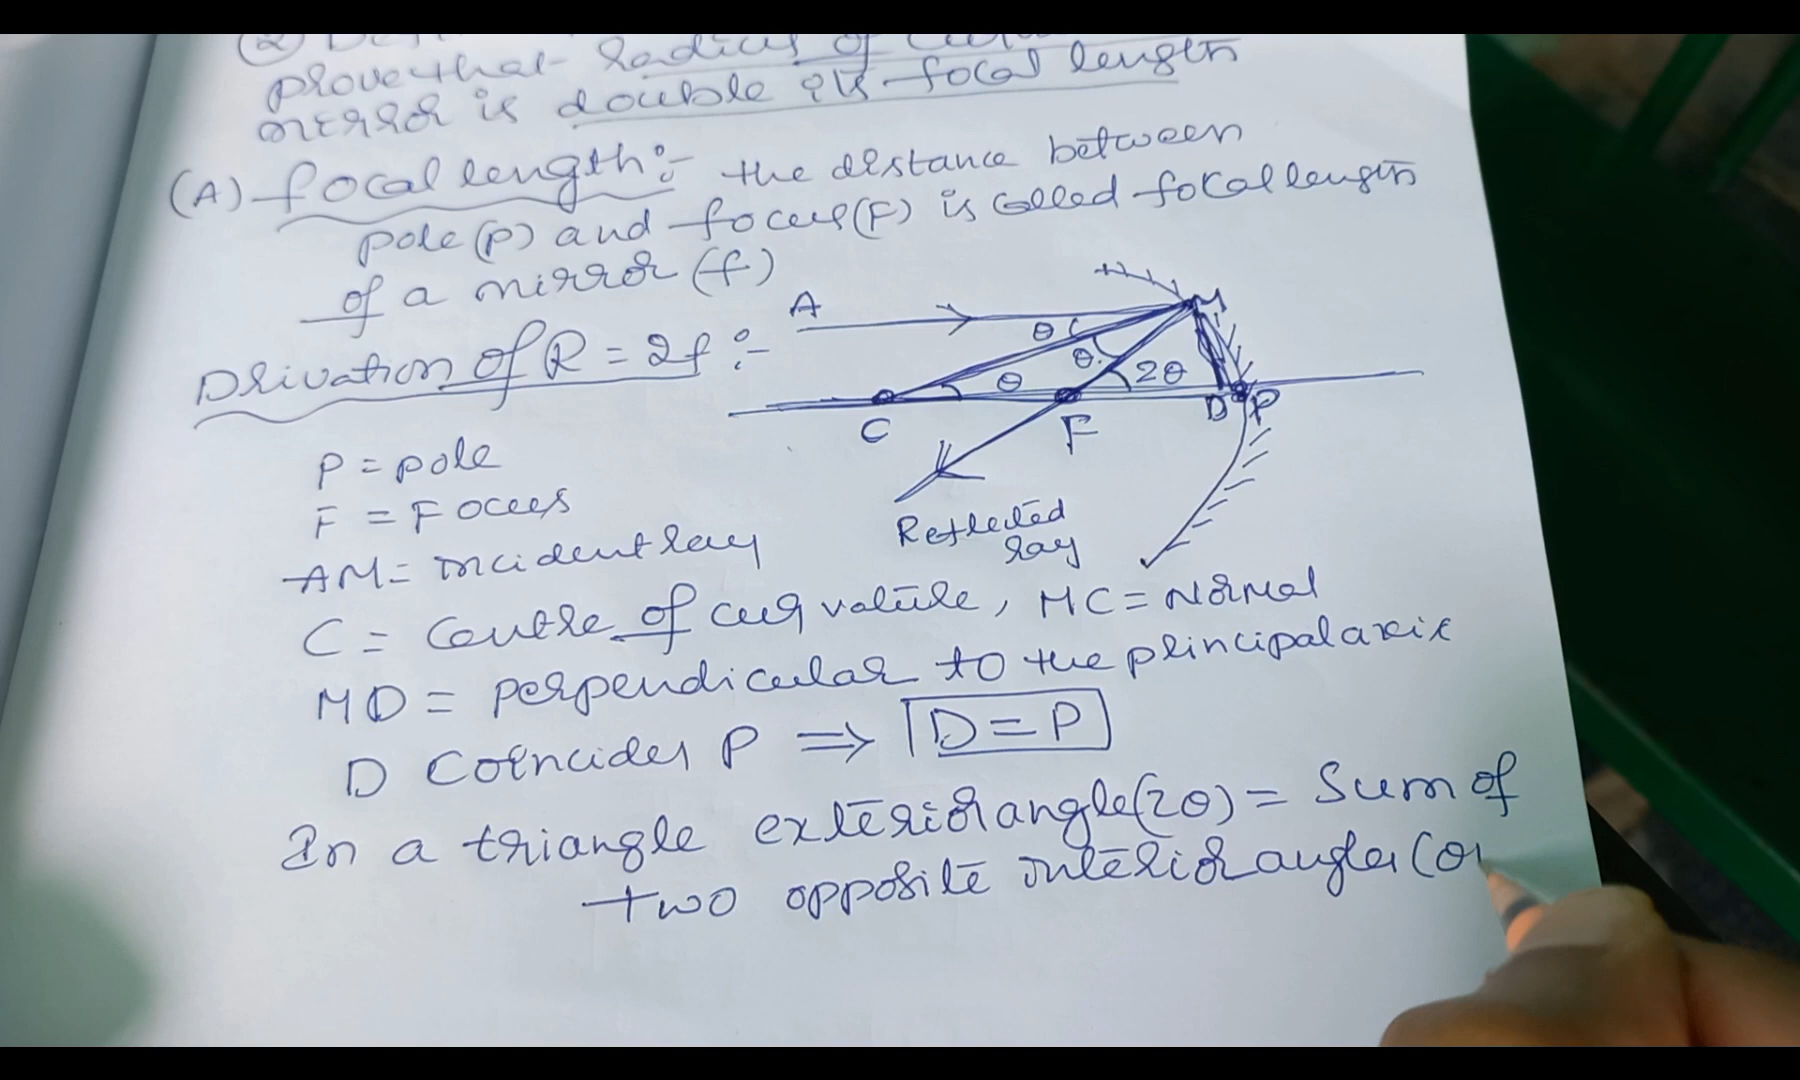 prove that radius of
mirror is double its focal length
(A) focal length :- the distance between
pole (p) and focus (F) is called focal length
of a mirror (f)
Drivation of R = 2f :-
A
M
θ
θ
θ
2θ
C
F
D
P
Reflected
ray
P = pole
F = Focus
AM = incident ray
C = Centre of curvature, MC = Normal
MD = perpendicular to the principal axis
D Coincides P ⇒ D = P
In a triangle exterior angle (2θ) = Sum of
two opposite interior angles (θ